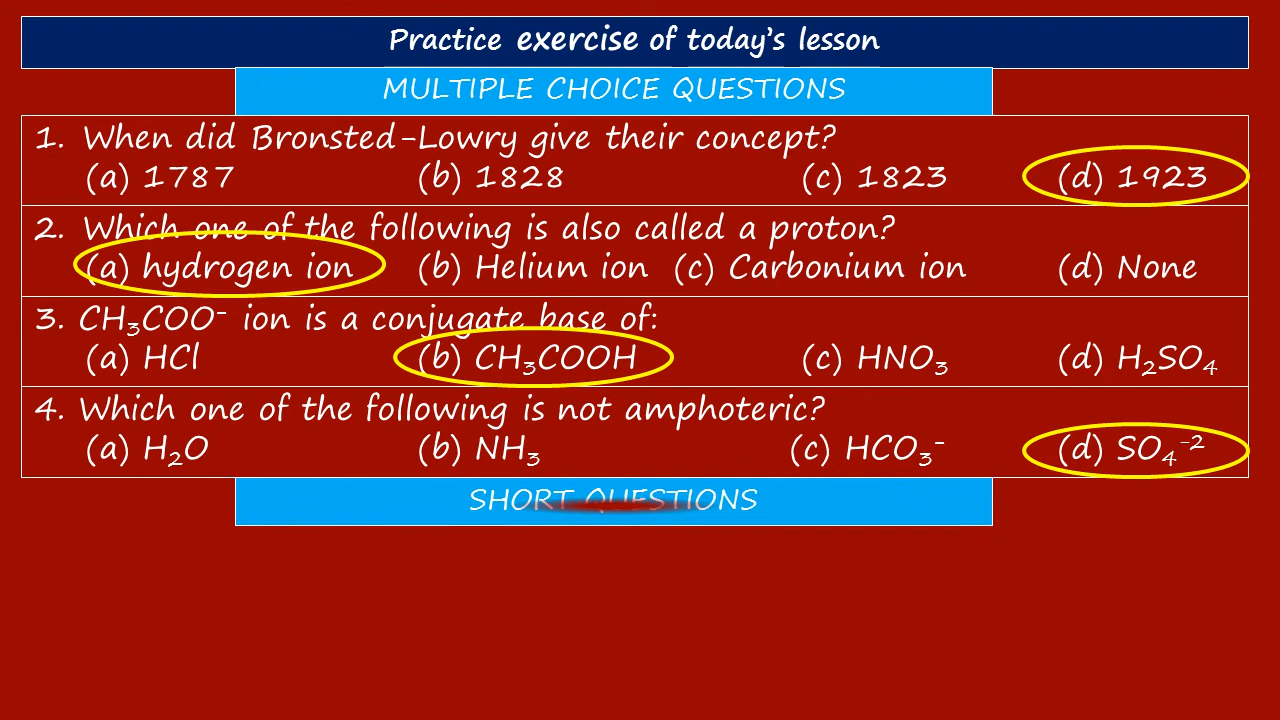 Practice exercise of today's lesson
MULTIPLE CHOICE QUESTIONS
1. When did Bronsted-Lowry give their concept?
(a) 1787 (b) 1828 (c) 1823 (d) 1923
2. Which one of the following is also called a proton?
(a) hydrogen ion (b) Helium ion (c) Carbonium ion (d) None
3. CH₃COO⁻ ion is a conjugate base of:
(a) HCl (b) CH₃COOH (c) HNO₃ (d) H₂SO₄
4. Which one of the following is not amphoteric?
(a) H₂O (b) NH₃ (c) HCO₃⁻ (d) SO₄⁻²
SHORT QUESTIONS